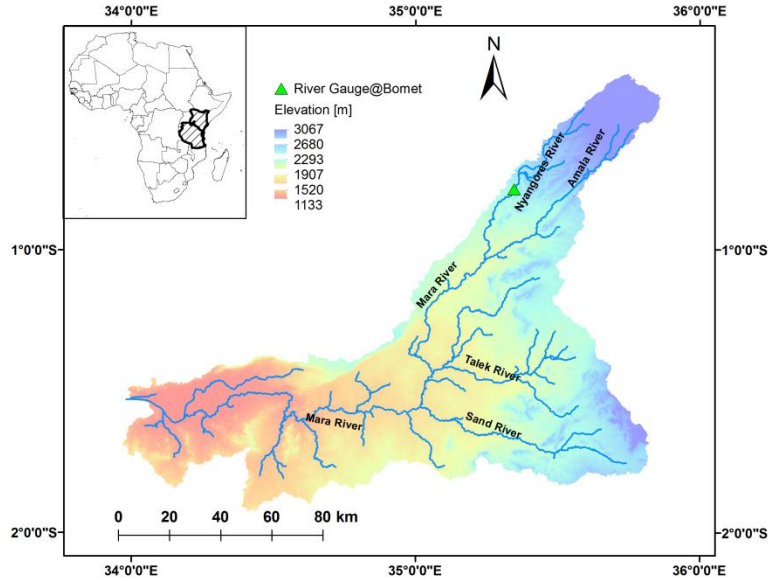 34°0'0"E
35°0'0"E
36°0'0"E
N
River Gauge@Bomet
Elevation [m]
3067
2680
2293
1907
1520
1133
Nyangores River
Amala River
1°0'0"S
1°0'0"S
Mara River
Talek River
Mara River
Sand River
0 20 40 60 80 km
2°0'0"S
2°0'0"S
34°0'0"E
35°0'0"E
36°0'0"E